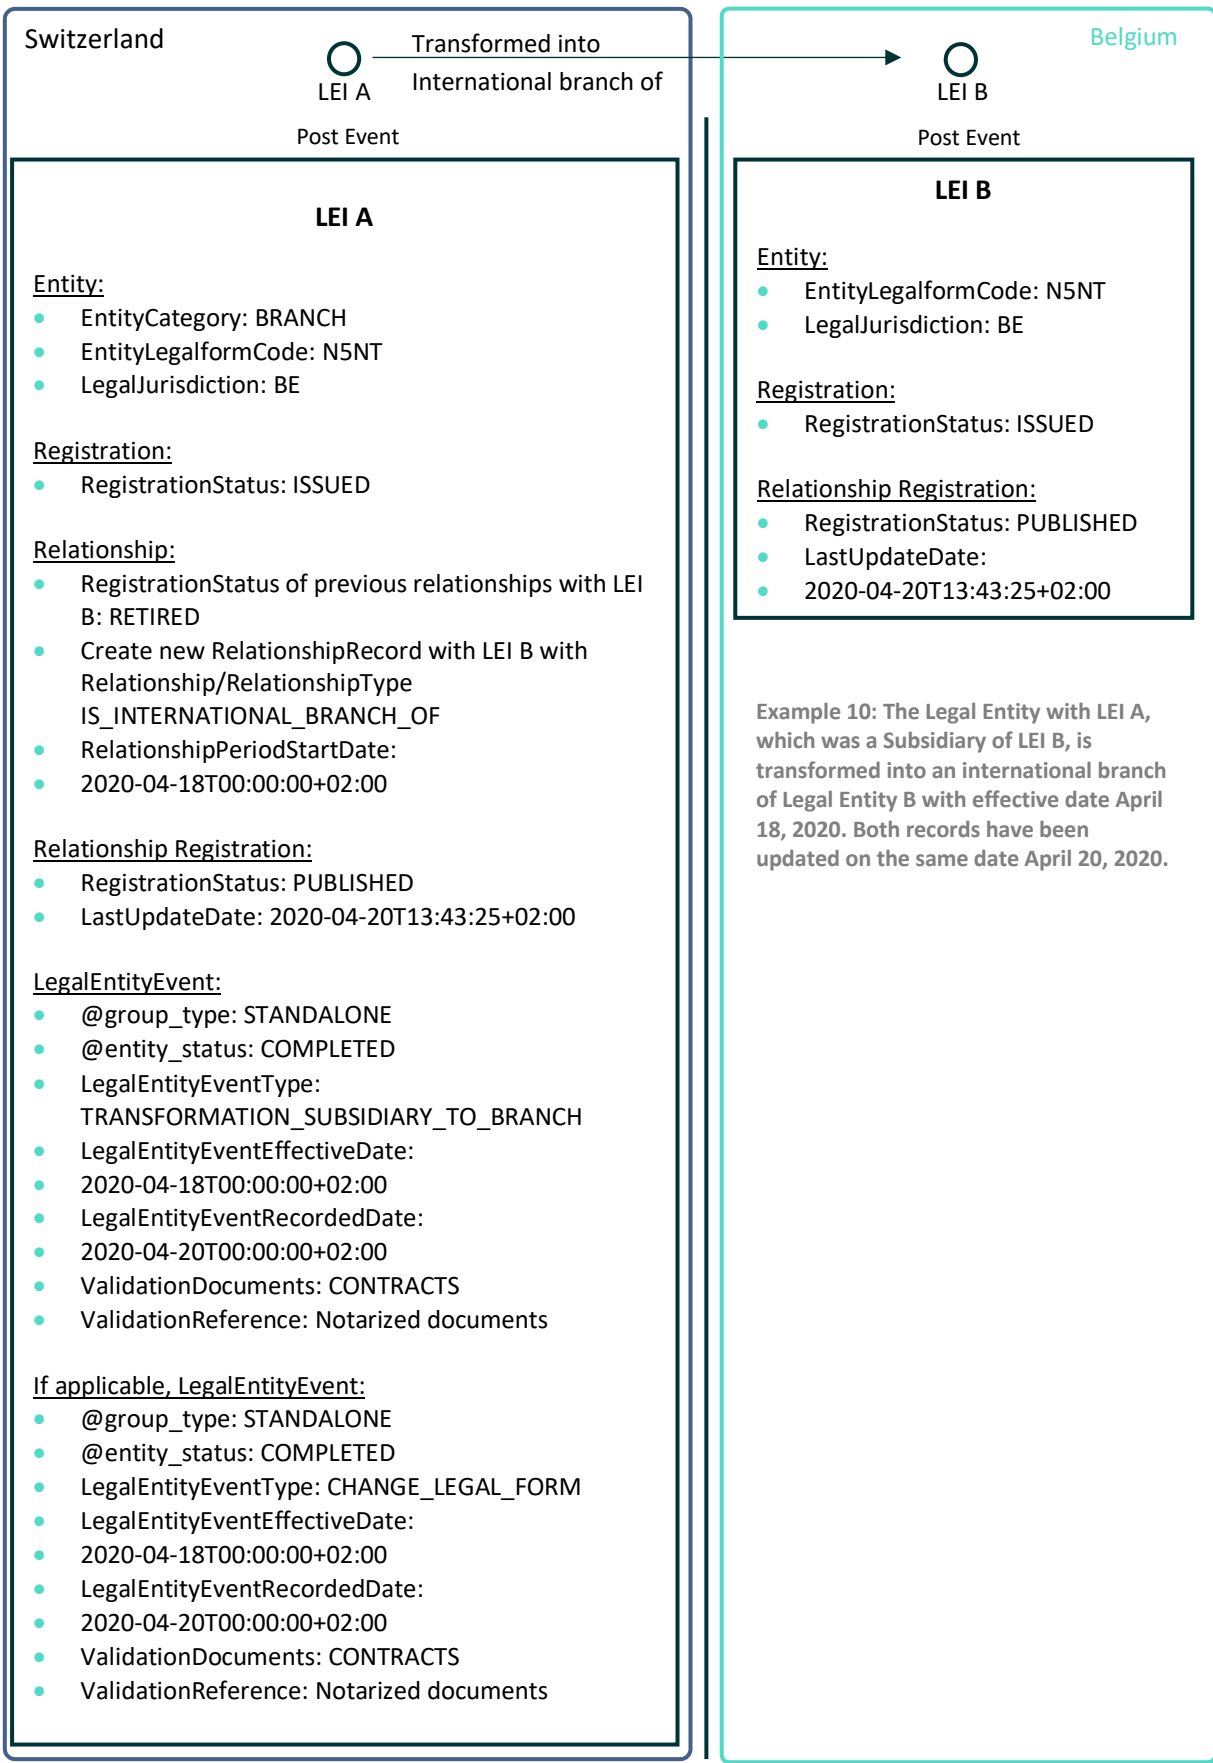 Switzerland
Transformed into
International branch of
LEI A
Post Event
LEI A
Entity:
• EntityCategory: BRANCH
• EntityLegalformCode: N5NT
• LegalJurisdiction: BE
Registration:
• RegistrationStatus: ISSUED
Relationship:
• RegistrationStatus of previous relationships with LEI
B: RETIRED
• Create new RelationshipRecord with LEI B with
Relationship/RelationshipType
IS_INTERNATIONAL_BRANCH_OF
• RelationshipPeriodStartDate:
• 2020-04-18T00:00:00+02:00
Relationship Registration:
• RegistrationStatus: PUBLISHED
• LastUpdateDate: 2020-04-20T13:43:25+02:00
LegalEntityEvent:
• @group_type: STANDALONE
• @entity_status: COMPLETED
• LegalEntityEventType:
TRANSFORMATION_SUBSIDIARY_TO_BRANCH
• LegalEntityEventEffectiveDate:
• 2020-04-18T00:00:00+02:00
• LegalEntityEventRecordedDate:
• 2020-04-20T00:00:00+02:00
• ValidationDocuments: CONTRACTS
• ValidationReference: Notarized documents
If applicable, LegalEntityEvent:
• @group_type: STANDALONE
• @entity_status: COMPLETED
• LegalEntityEventType: CHANGE_LEGAL_FORM
• LegalEntityEventEffectiveDate:
• 2020-04-18T00:00:00+02:00
• LegalEntityEventRecordedDate:
• 2020-04-20T00:00:00+02:00
• ValidationDocuments: CONTRACTS
• ValidationReference: Notarized documents
Belgium
LEI B
Post Event
LEI B
Entity:
• EntityLegalformCode: N5NT
• LegalJurisdiction: BE
Registration:
• RegistrationStatus: ISSUED
Relationship Registration:
• RegistrationStatus: PUBLISHED
• LastUpdateDate:
• 2020-04-20T13:43:25+02:00
Example 10: The Legal Entity with LEI A,
which was a Subsidiary of LEI B, is
transformed into an international branch
of Legal Entity B with effective date April
18, 2020. Both records have been
updated on the same date April 20, 2020.